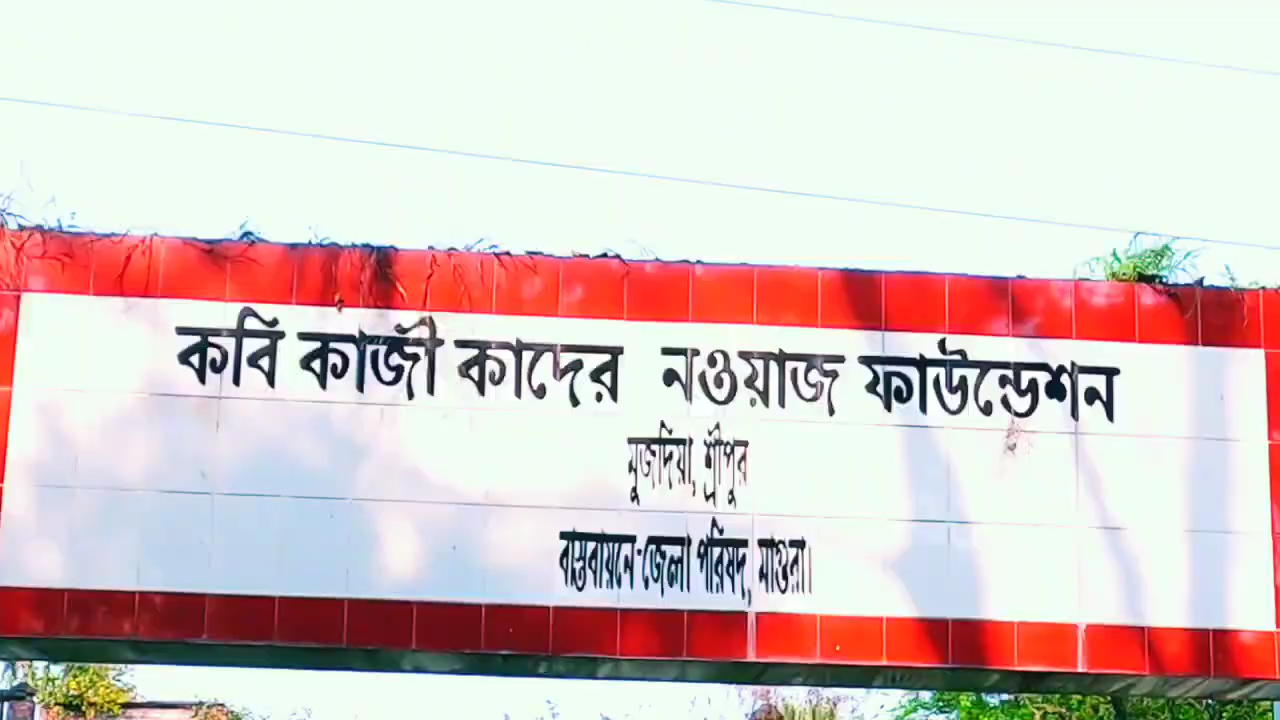 কবি কাজী কাদের নওয়াজ ফাউন্ডেশন
মুজদিয়া, শ্রীপুর
বাস্তবায়নে-জেলা পরিষদ, মাগুরা।